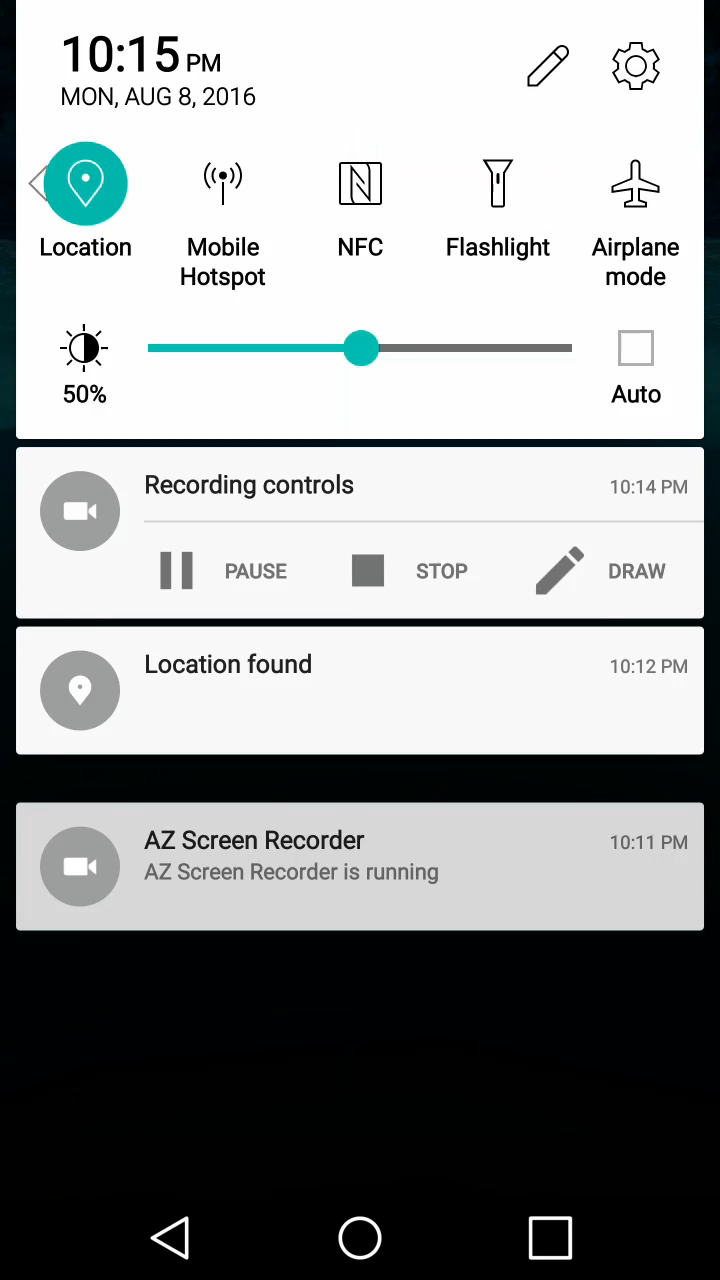 10:15 PM
MON, AUG 8, 2016
Location
Mobile
Hotspot
NFC
Flashlight
Airplane
mode
50%
Auto
Recording controls
10:14 PM
PAUSE
STOP
DRAW
Location found
10:12 PM
AZ Screen Recorder
10:11 PM
AZ Screen Recorder is running